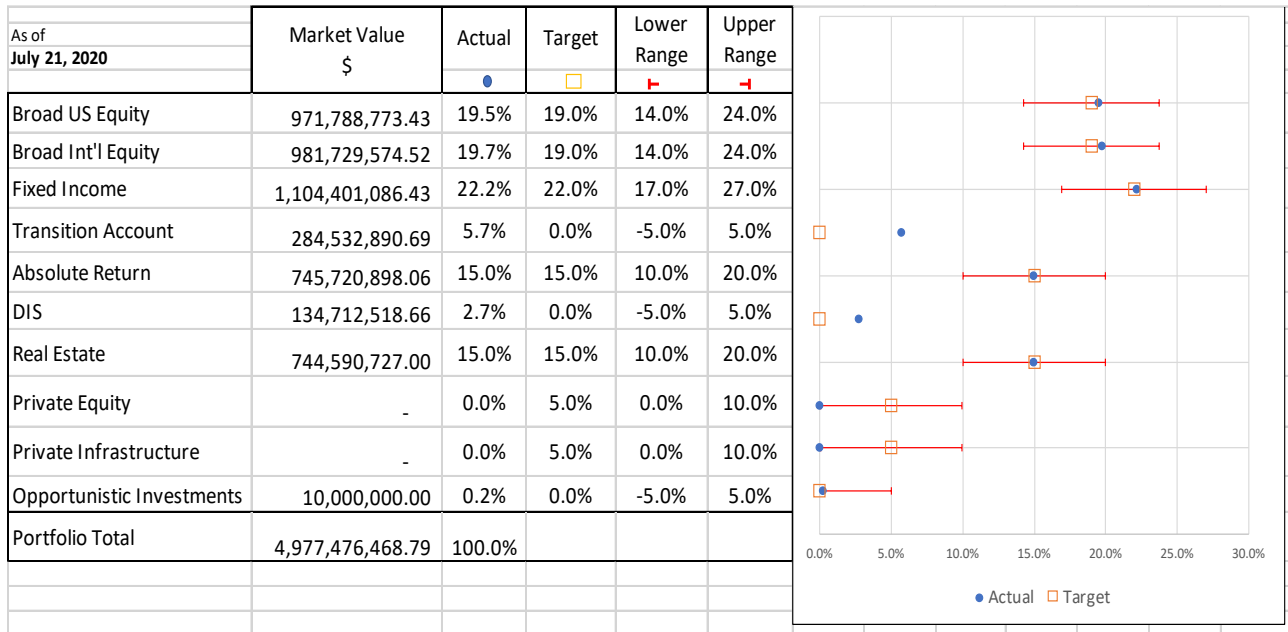 As of
July 21, 2020
Market Value
$
Actual
Target
Lower
Range
Upper
Range
Broad US Equity 971,788,773.43 19.5% 19.0% 14.0% 24.0%
Broad Int'l Equity 981,729,574.52 19.7% 19.0% 14.0% 24.0%
Fixed Income 1,104,401,086.43 22.2% 22.0% 17.0% 27.0%
Transition Account 284,532,890.69 5.7% 0.0% -5.0% 5.0%
Absolute Return 745,720,898.06 15.0% 15.0% 10.0% 20.0%
DIS 134,712,518.66 2.7% 0.0% -5.0% 5.0%
Real Estate 744,590,727.00 15.0% 15.0% 10.0% 20.0%
Private Equity - 0.0% 5.0% 0.0% 10.0%
Private Infrastructure - 0.0% 5.0% 0.0% 10.0%
Opportunistic Investments 10,000,000.00 0.2% 0.0% -5.0% 5.0%
Portfolio Total 4,977,476,468.79 100.0%
0.0% 5.0% 10.0% 15.0% 20.0% 25.0% 30.0%
Actual Target